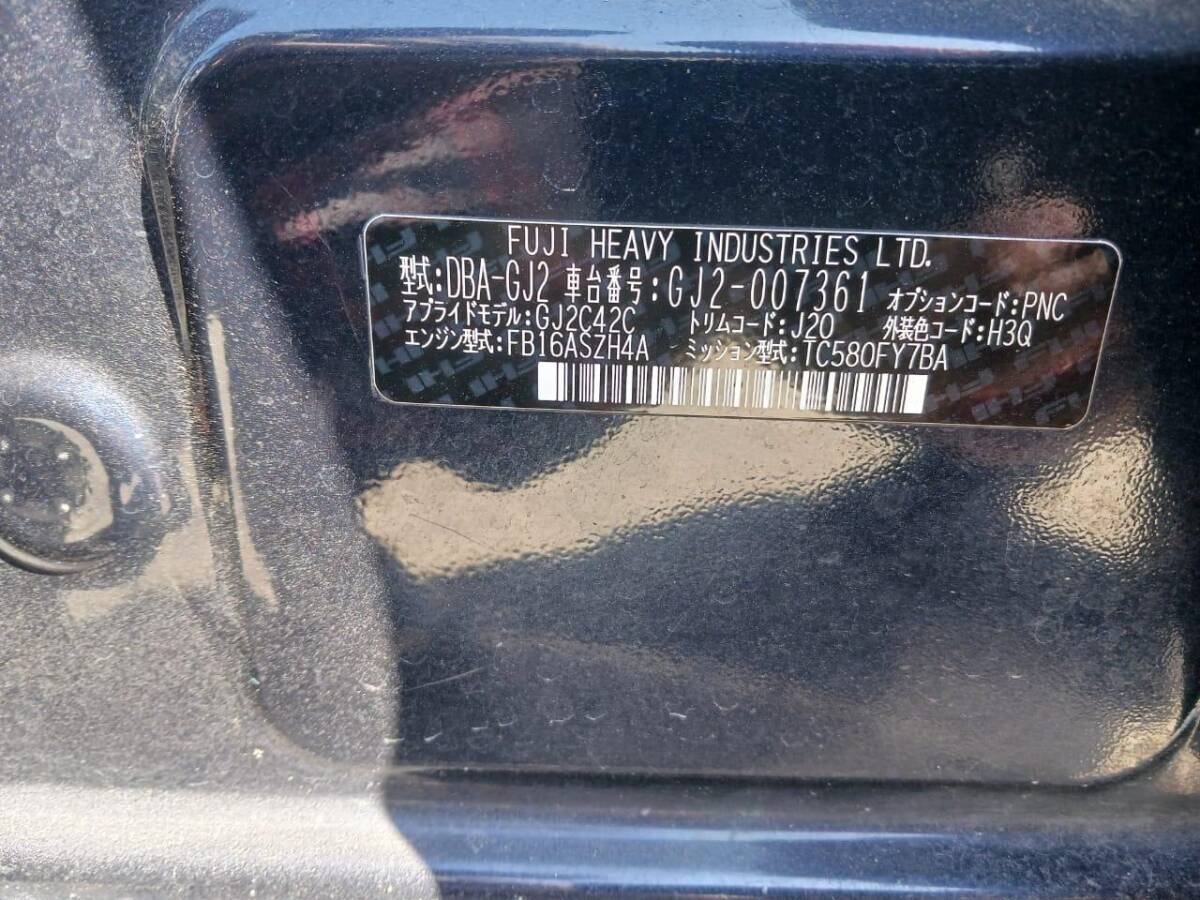 FUJI HEAVY INDUSTRIES LTD.
型式:DBA-GJ2 車台番号:GJ2-007361 オプションコード:PNC
アプライドモデル:GJ2C42C トリムコード:J20 外装色コード:H3Q
エンジン型式:FB16ASZH4A ミッション型式:TC580FY7BA